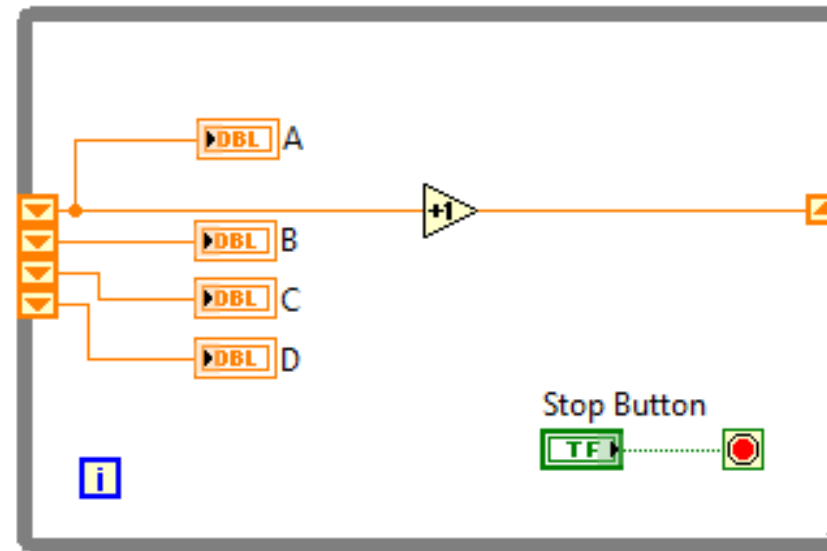 DBL A
+1
DBL B
DBL C
DBL D
Stop Button
TF
i